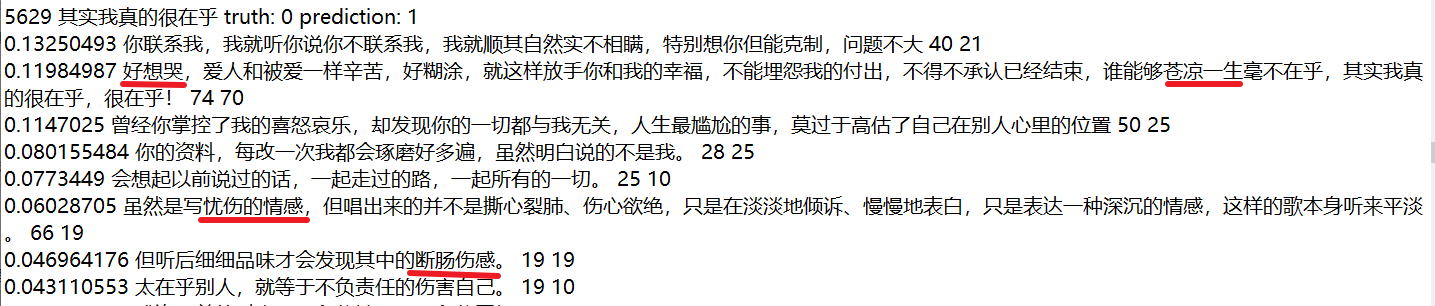 5629 其实我真的很在乎 truth: 0 prediction: 1
0.13250493 你联系我，我就听你说你不联系我，我就顺其自然实不相瞒，特别想你但能克制，问题不大 40 21
0.11984987 好想哭，爱人和被爱一样辛苦，好糊涂，就这样放手你和我的幸福，不能埋怨我的付出，不得不承认已经结束，谁能够苍凉一生毫不在乎，其实我真
的很在乎，很在乎！ 74 70
0.1147025 曾经你掌控了我的喜怒哀乐，却发现你的一切都与我无关，人生最尴尬的事，莫过于高估了自己在别人心里的位置 50 25
0.080155484 你的资料，每改一次我都会琢磨好多遍，虽然明白说的不是我。 28 25
0.0773449 会想起以前说过的话，一起走过的路，一起所有的一切。 25 10
0.06028705 虽然是写忧伤的情感，但唱出来的并不是撕心裂肺、伤心欲绝，只是在淡淡地倾诉、慢慢地表白，只是表达一种深沉的情感，这样的歌本身听来平淡
。 66 19
0.046964176 但听后细细品味才会发现其中的断肠伤感。 19 19
0.043110553 太在乎别人，就等于不负责任的伤害自己。 19 10